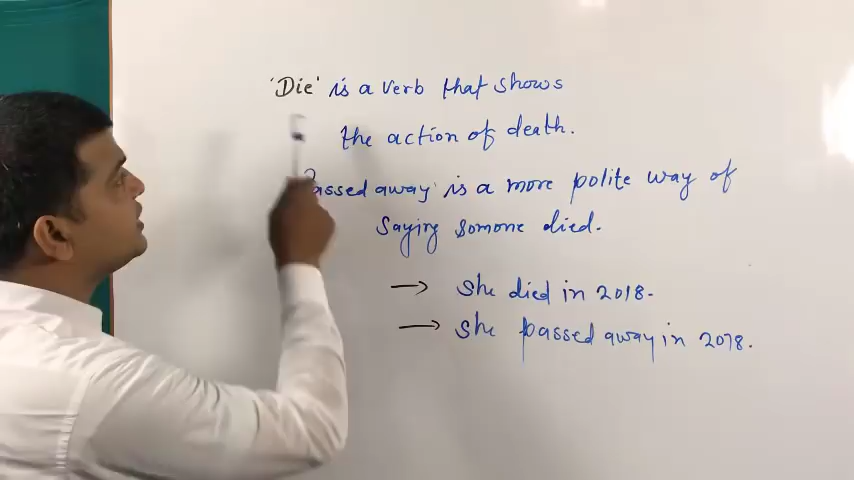 'Die' is a verb that shows
the action of death.
Passed away' is a more polite way of
saying somone died.
→ She died in 2018.
→ She passed away in 2018.